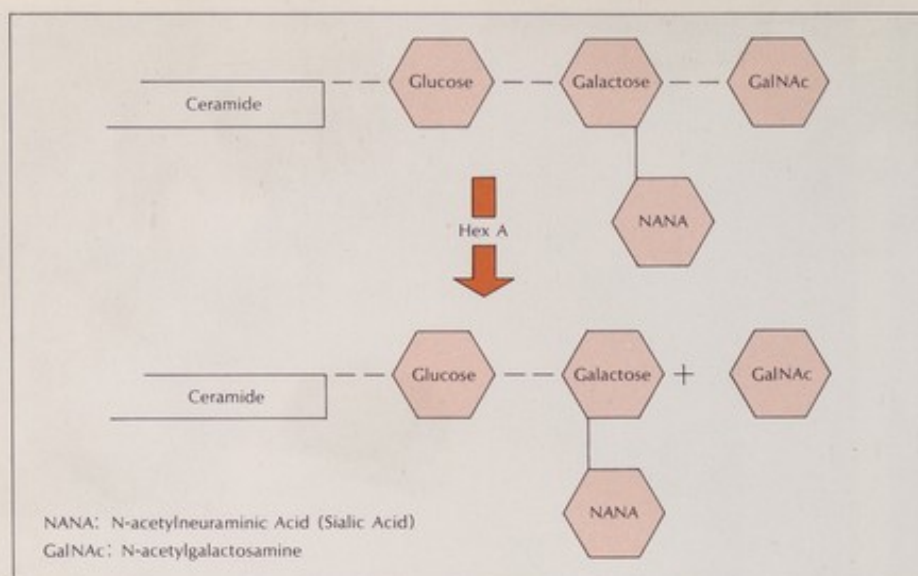 Ceramide
Glucose
Galactose
GalNAc
NANA
Hex A
Ceramide
Glucose
Galactose
+
GalNAc
NANA
NANA: N-acetylneuraminic Acid (Sialic Acid)
GalNAc: N-acetylgalactosamine